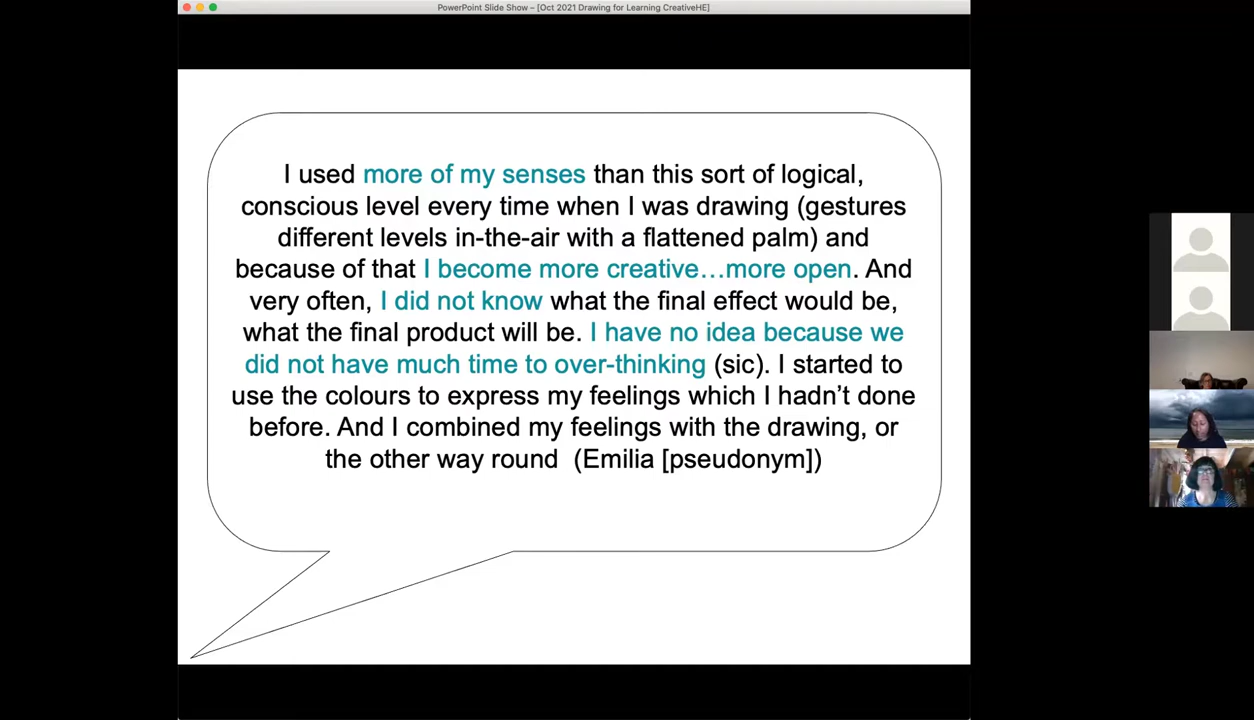 PowerPoint Slide Show – [Oct 2021 Drawing for Learning CreativeHE]
I used more of my senses than this sort of logical,
conscious level every time when I was drawing (gestures
different levels in-the-air with a flattened palm) and
because of that I become more creative…more open. And
very often, I did not know what the final effect would be,
what the final product will be. I have no idea because we
did not have much time to over-thinking (sic). I started to
use the colours to express my feelings which I hadn’t done
before. And I combined my feelings with the drawing, or
the other way round (Emilia [pseudonym])